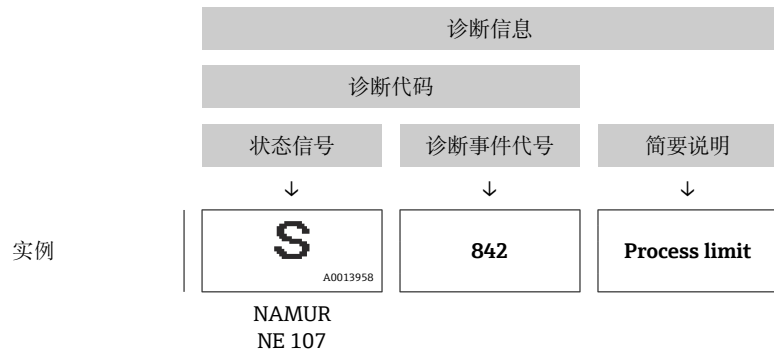 诊断信息
诊断代码
状态信号 诊断事件代号 简要说明
↓ ↓ ↓
实例 S 842 Process limit
A0013958
NAMUR
NE 107